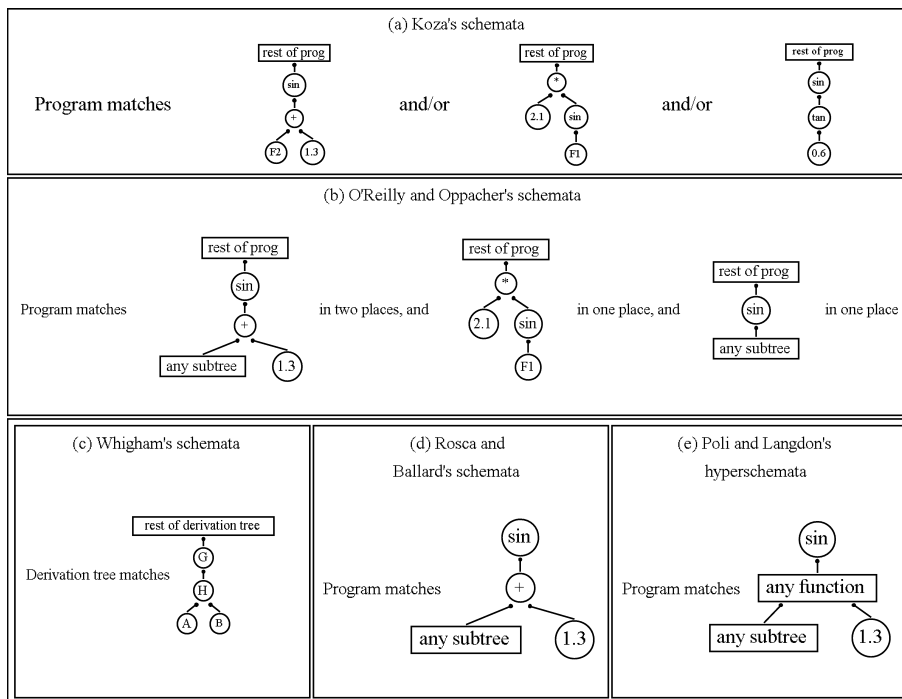 (a) Koza's schemata
rest of prog
rest of prog
rest of prog
sin
*
sin
Program matches
and/or
and/or
+
2.1
sin
tan
F2
1.3
F1
0.6
(b) O'Reilly and Oppacher's schemata
rest of prog
rest of prog
rest of prog
sin
*
Program matches
in two places, and
in one place, and
sin
in one place
+
2.1
sin
any subtree
any subtree
1.3
F1
(c) Whigham's schemata
rest of derivation tree
G
Derivation tree matches
H
A
B
(d) Rosca and
Ballard's schemata
sin
Program matches
+
any subtree
1.3
(e) Poli and Langdon's
hyperschemata
sin
Program matches
any function
any subtree
1.3